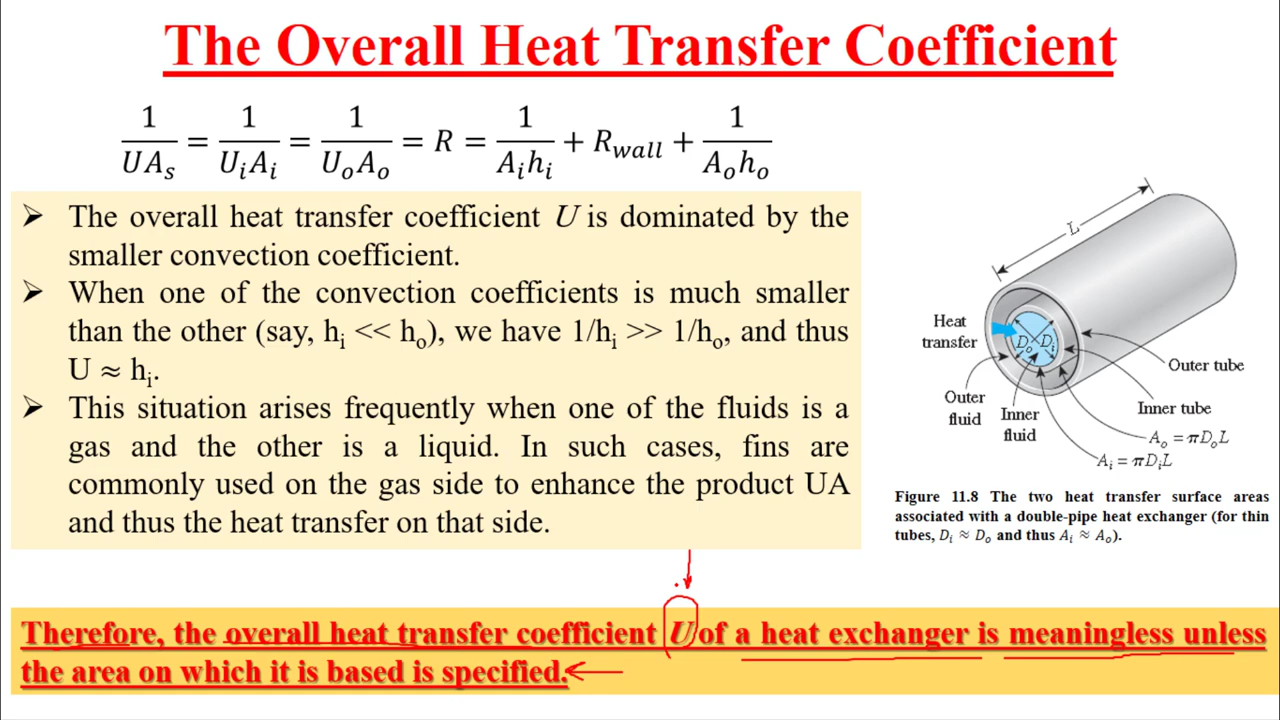 The Overall Heat Transfer Coefficient
1/(UA_s) = 1/(U_iA_i) = 1/(U_oA_o) = R = 1/(A_ih_i) + R_wall + 1/(A_oh_o)
➢ The overall heat transfer coefficient U is dominated by the
smaller convection coefficient.
➢ When one of the convection coefficients is much smaller
than the other (say, h_i << h_o), we have 1/h_i >> 1/h_o, and thus
U ≈ h_i.
➢ This situation arises frequently when one of the fluids is a
gas and the other is a liquid. In such cases, fins are
commonly used on the gas side to enhance the product UA
and thus the heat transfer on that side.
L
Heat
transfer
D_o
D_i
Outer tube
Outer
fluid
Inner
fluid
Inner tube
A_o = πD_oL
A_i = πD_iL
Figure 11.8 The two heat transfer surface areas
associated with a double-pipe heat exchanger (for thin
tubes, D_i ≈ D_o and thus A_i ≈ A_o).
Therefore, the overall heat transfer coefficient U of a heat exchanger is meaningless unless
the area on which it is based is specified.